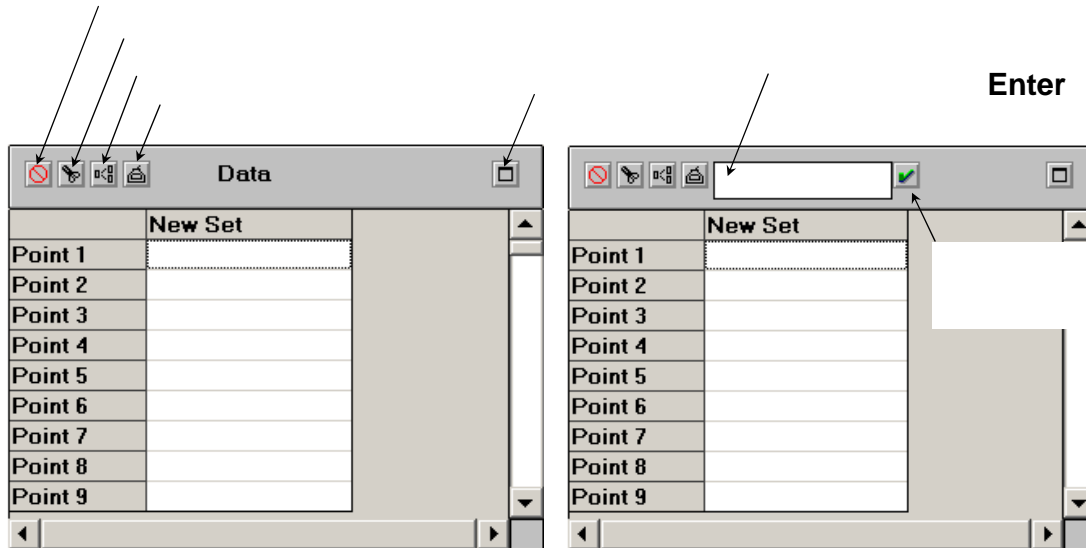 Enter
Data
New Set
Point 1
Point 2
Point 3
Point 4
Point 5
Point 6
Point 7
Point 8
Point 9
New Set
Point 1
Point 2
Point 3
Point 4
Point 5
Point 6
Point 7
Point 8
Point 9